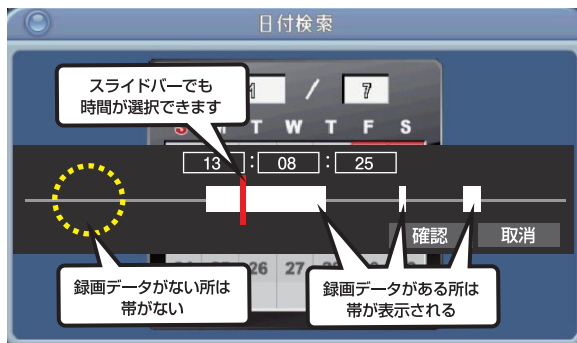 日付検索
スライドバーでも
時間が選択できます
/ 7
T W T F S
13 : 08 : 25
確認 取消
26 27
録画データがない所は
帯がない
録画データがある所は
帯が表示される